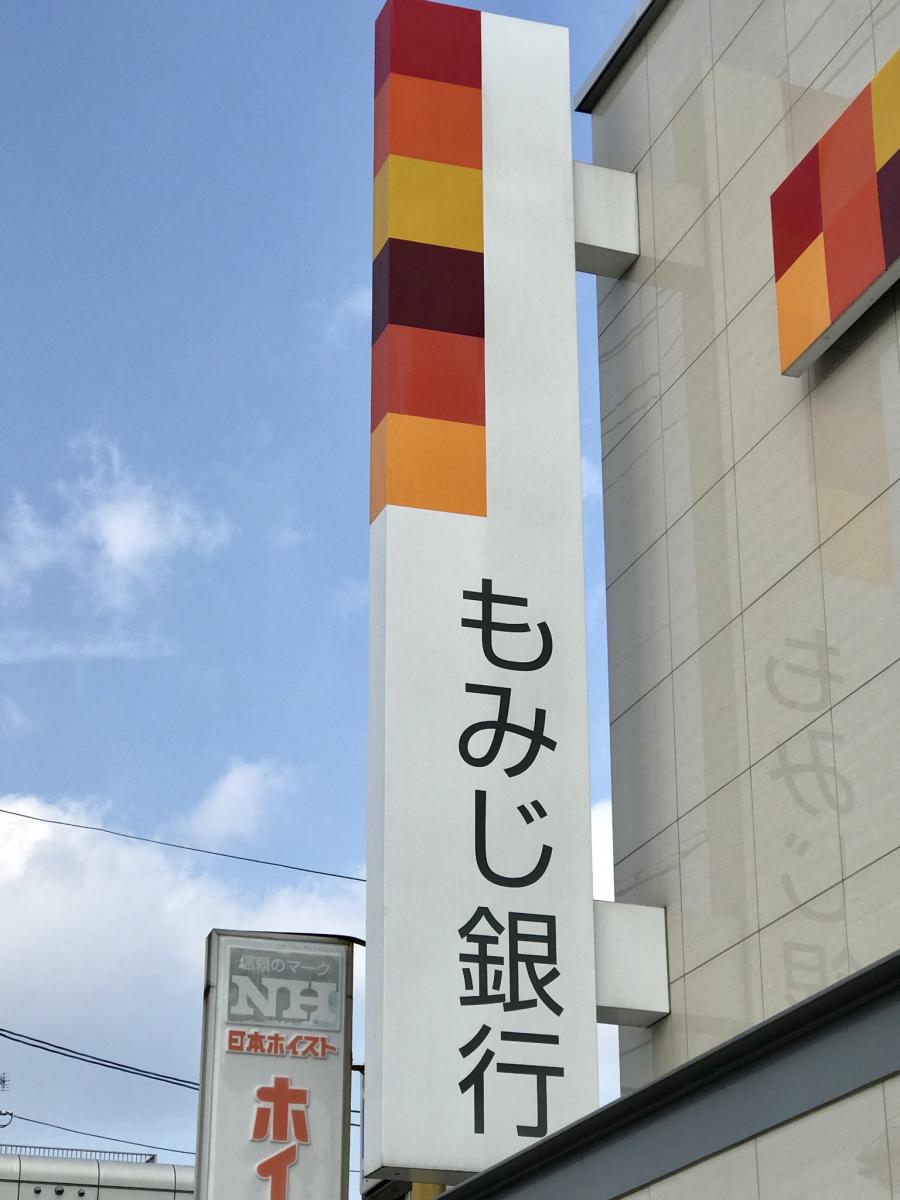 もみじ銀行
信頼のマーク
NH
日本ホイスト
ホイ